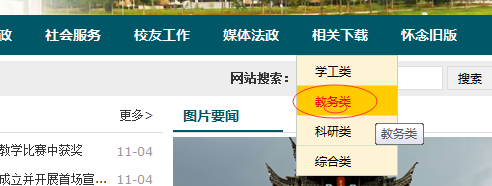 政 社会服务 校友工作 媒体法政 相关下载 怀念旧版
网站搜索： 搜索
学工类
教务类
科研类
综合类
教务类
更多>
图片要闻
教学比赛中获奖 11-04
成立并开展首场宣... 11-04